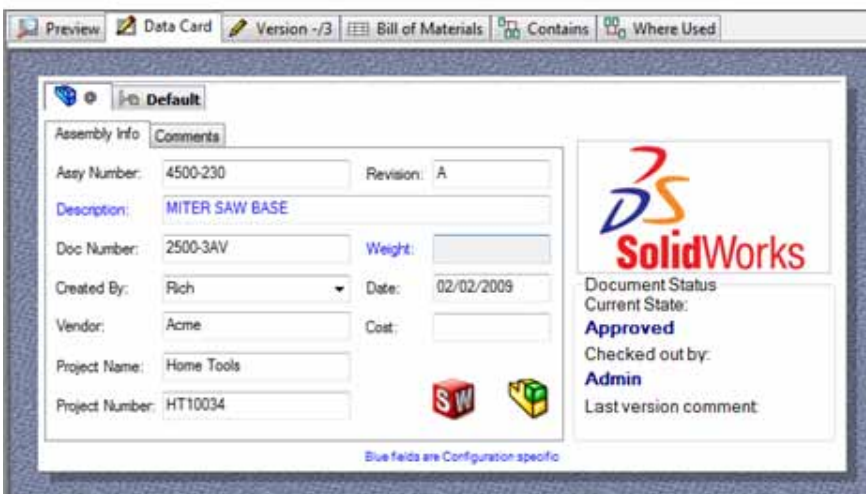 Preview Data Card Version -/3 Bill of Materials Contains Where Used
Default
Assembly Info Comments
Assy Number: 4500-230 Revision: A
Description: MITER SAW BASE
Doc Number: 2500-3AV Weight:
Created By: Rich Date: 02/02/2009
Vendor: Acme Cost:
Project Name: Home Tools
Project Number: HT10034
SW
Blue fields are Configuration specific
DS
SolidWorks
Document Status
Current State:
Approved
Checked out by:
Admin
Last version comment: